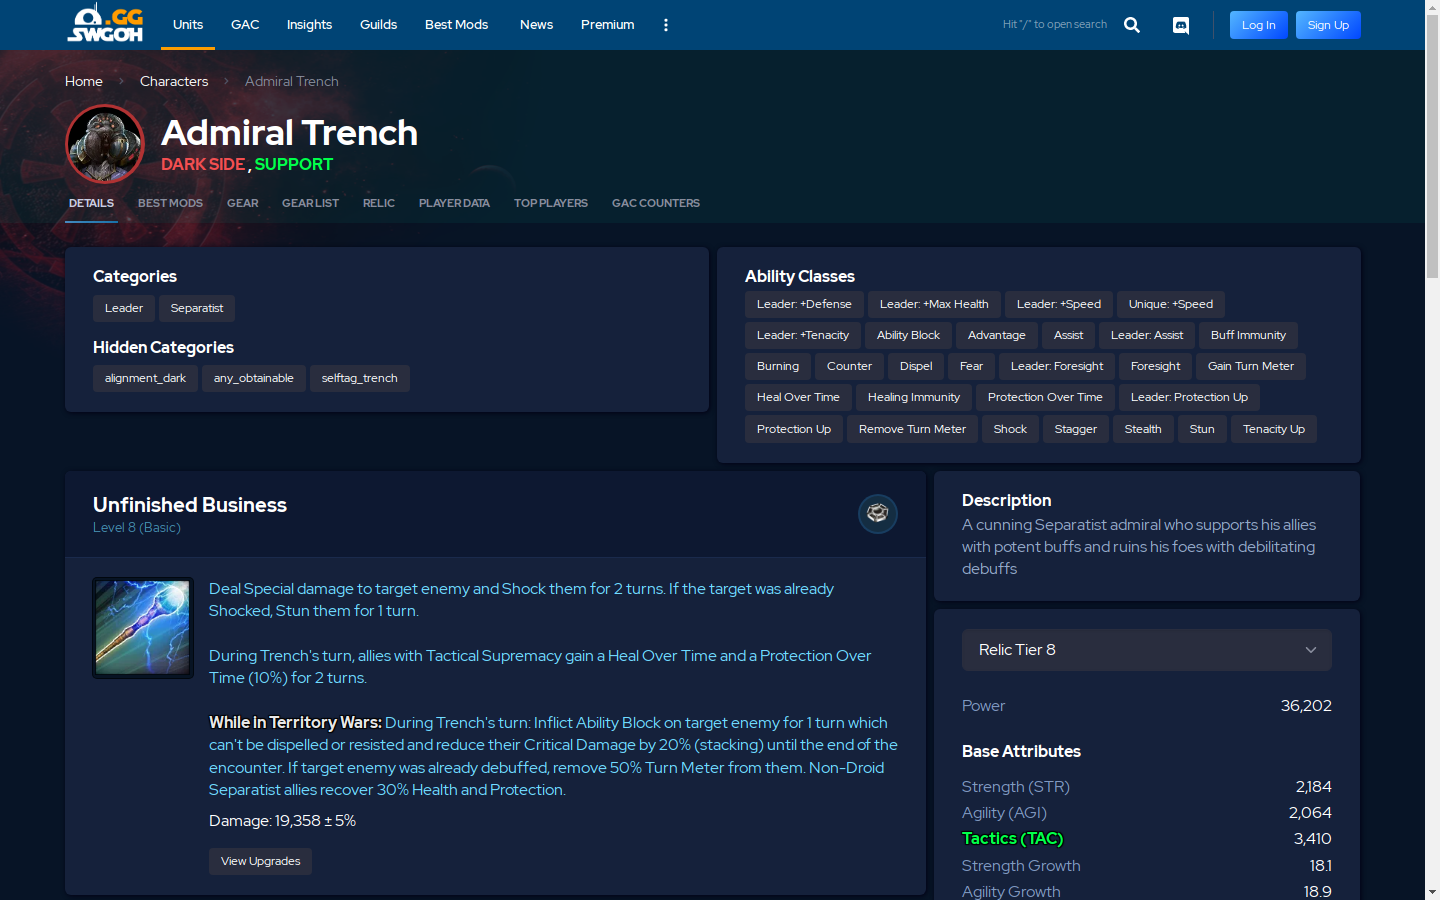 .GG
SWGOH
Units
GAC
Insights
Guilds
Best Mods
News
Premium
Hit "/" to open search
Log In
Sign Up
Home
Characters
Admiral Trench
Admiral Trench
DARK SIDE , SUPPORT
DETAILS
BEST MODS
GEAR
GEAR LIST
RELIC
PLAYER DATA
TOP PLAYERS
GAC COUNTERS
Categories
Leader
Separatist
Hidden Categories
alignment_dark
any_obtainable
selftag_trench
Ability Classes
Leader: +Defense
Leader: +Max Health
Leader: +Speed
Unique: +Speed
Leader: +Tenacity
Ability Block
Advantage
Assist
Leader: Assist
Buff Immunity
Burning
Counter
Dispel
Fear
Leader: Foresight
Foresight
Gain Turn Meter
Heal Over Time
Healing Immunity
Protection Over Time
Leader: Protection Up
Protection Up
Remove Turn Meter
Shock
Stagger
Stealth
Stun
Tenacity Up
Unfinished Business
Level 8 (Basic)
Deal Special damage to target enemy and Shock them for 2 turns. If the target was already
Shocked, Stun them for 1 turn.
During Trench's turn, allies with Tactical Supremacy gain a Heal Over Time and a Protection Over
Time (10%) for 2 turns.
While in Territory Wars: During Trench's turn: Inflict Ability Block on target enemy for 1 turn which
can't be dispelled or resisted and reduce their Critical Damage by 20% (stacking) until the end of the
encounter. If target enemy was already debuffed, remove 50% Turn Meter from them. Non-Droid
Separatist allies recover 30% Health and Protection.
Damage: 19,358 ± 5%
View Upgrades
Description
A cunning Separatist admiral who supports his allies
with potent buffs and ruins his foes with debilitating
debuffs
Relic Tier 8
Power 36,202
Base Attributes
Strength (STR) 2,184
Agility (AGI) 2,064
Tactics (TAC) 3,410
Strength Growth 18.1
Agility Growth 18.9